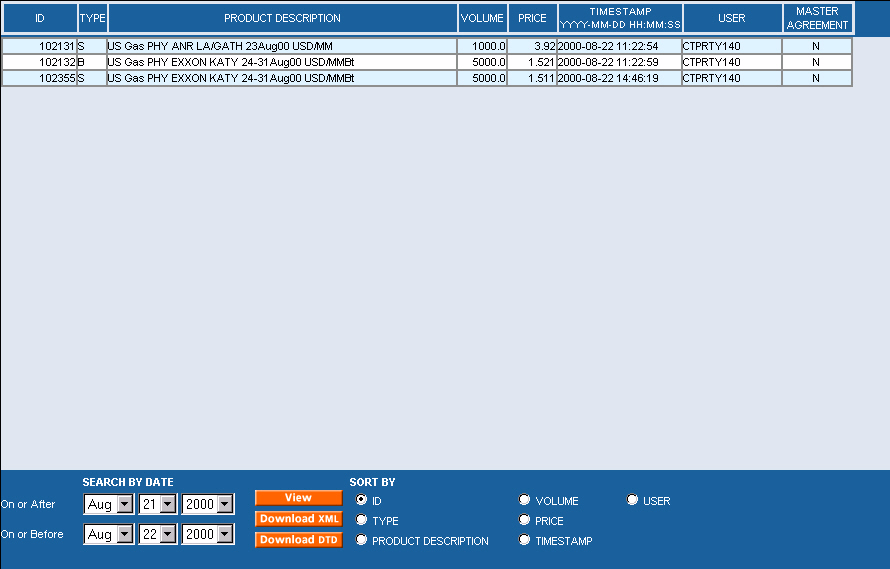 ID TYPE PRODUCT DESCRIPTION VOLUME PRICE TIMESTAMP YYYY-MM-DD HH:MM:SS USER MASTER AGREEMENT
102131 S US Gas PHY ANR LA/GATH 23Aug00 USD/MM 1000.0 3.92 2000-08-22 11:22:54 CTPRTY140 N
102132 B US Gas PHY EXXON KATY 24-31Aug00 USD/MMBt 5000.0 1.521 2000-08-22 11:22:59 CTPRTY140 N
102355 S US Gas PHY EXXON KATY 24-31Aug00 USD/MMBt 5000.0 1.511 2000-08-22 14:46:19 CTPRTY140 N
SEARCH BY DATE SORT BY
On or After Aug 21 2000 View ID VOLUME USER
Download XML TYPE PRICE
On or Before Aug 22 2000 Download DTD PRODUCT DESCRIPTION TIMESTAMP